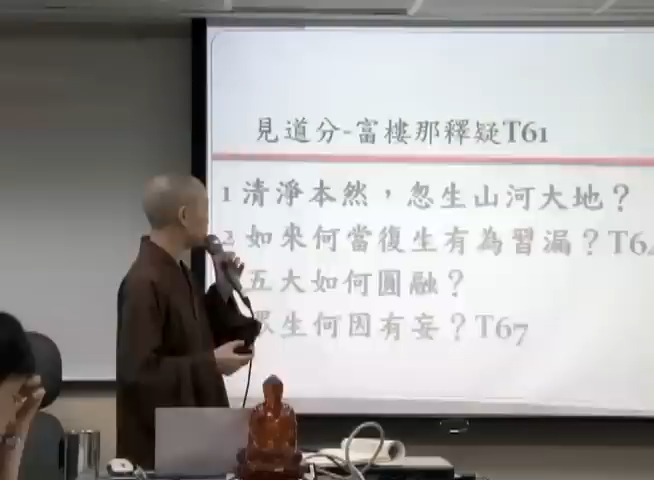 見道分-富樓那釋疑T61
1 清淨本然，忽生山河大地？
2 如來何當復生有為習漏？T6
五大如何圓融？
眾生何因有妄？T67